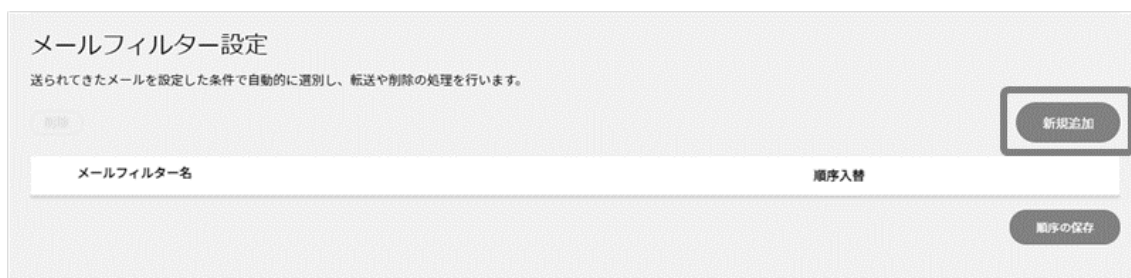 メールフィルター設定
送られてきたメールを設定した条件で自動的に選別し、転送や削除の処理を行います。
削除
新規追加
メールフィルター名 順序入替
順序の保存